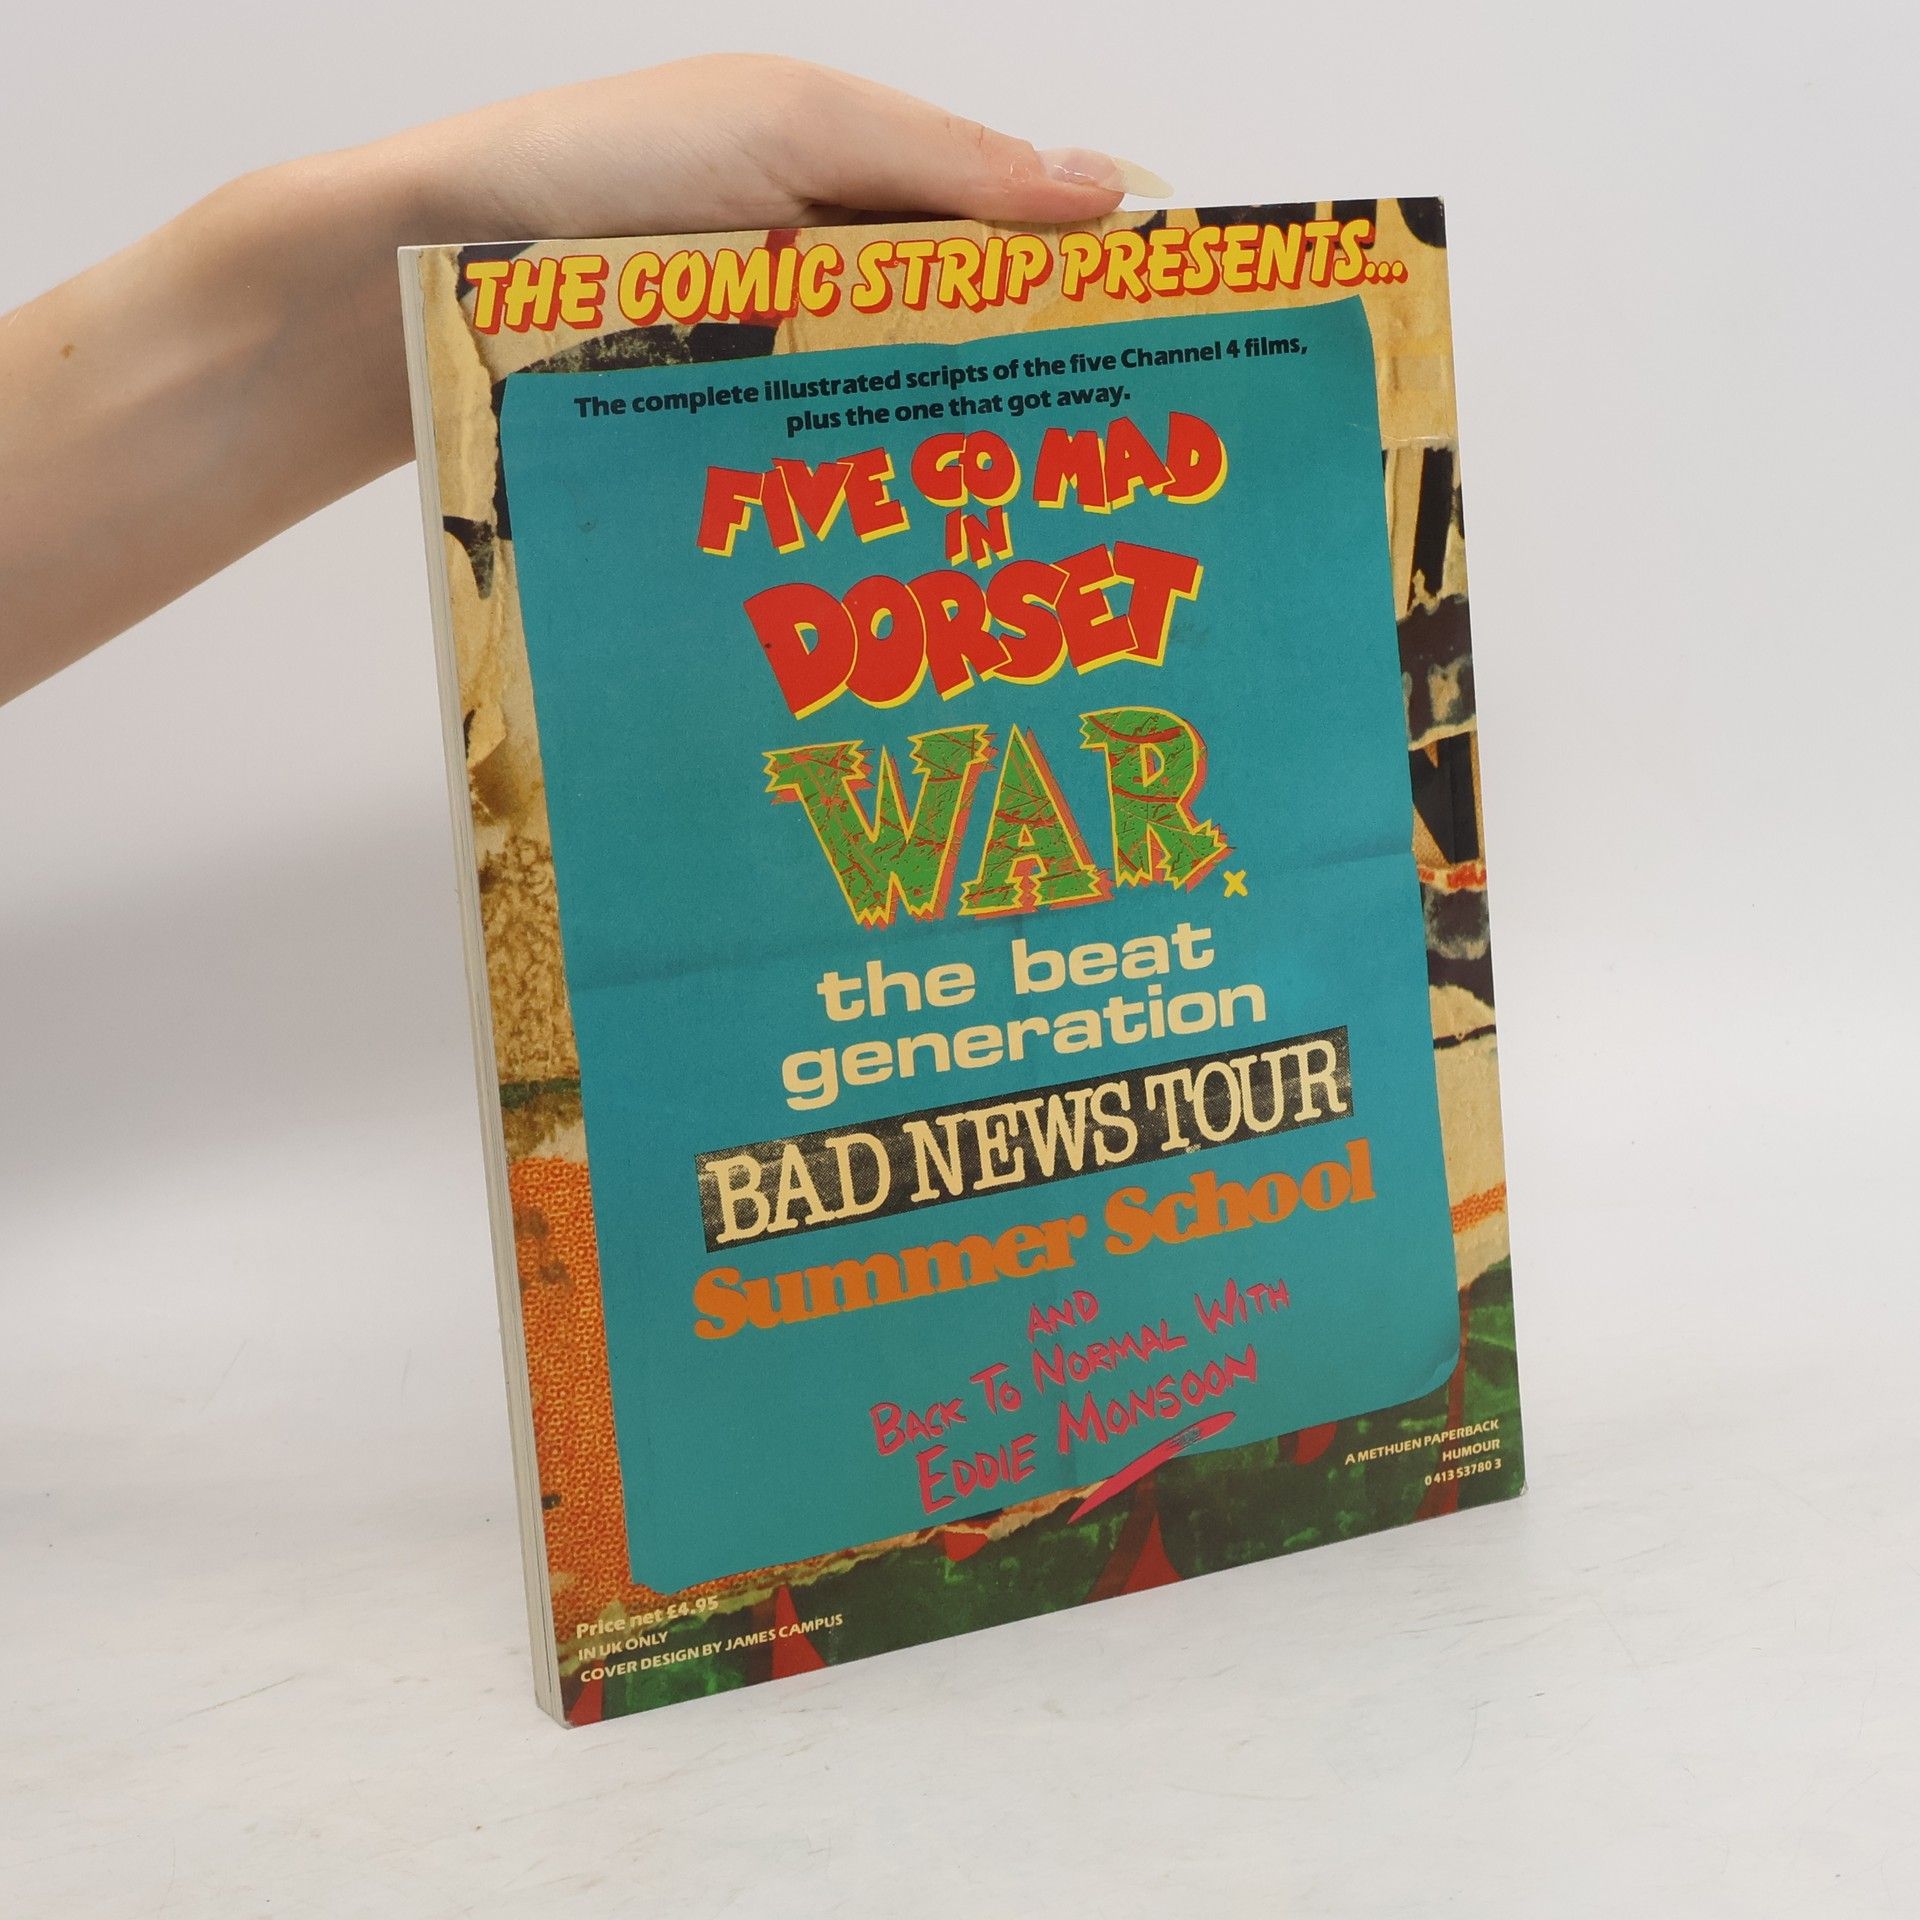 THE COMIC STRIP PRESENTS...
The complete illustrated scripts of the five Channel 4 films,
plus the one that got away.
FIVE GO MAD
IN
DORSET
WAR
x
the beat
generation
BAD NEWS TOUR
Summer School
AND
BACK TO NORMAL WITH
EDDIE MONSOON
A METHUEN PAPERBACK
HUMOUR
0 413 53780 3
Price net £4.95
IN UK ONLY
COVER DESIGN BY JAMES CAMPUS